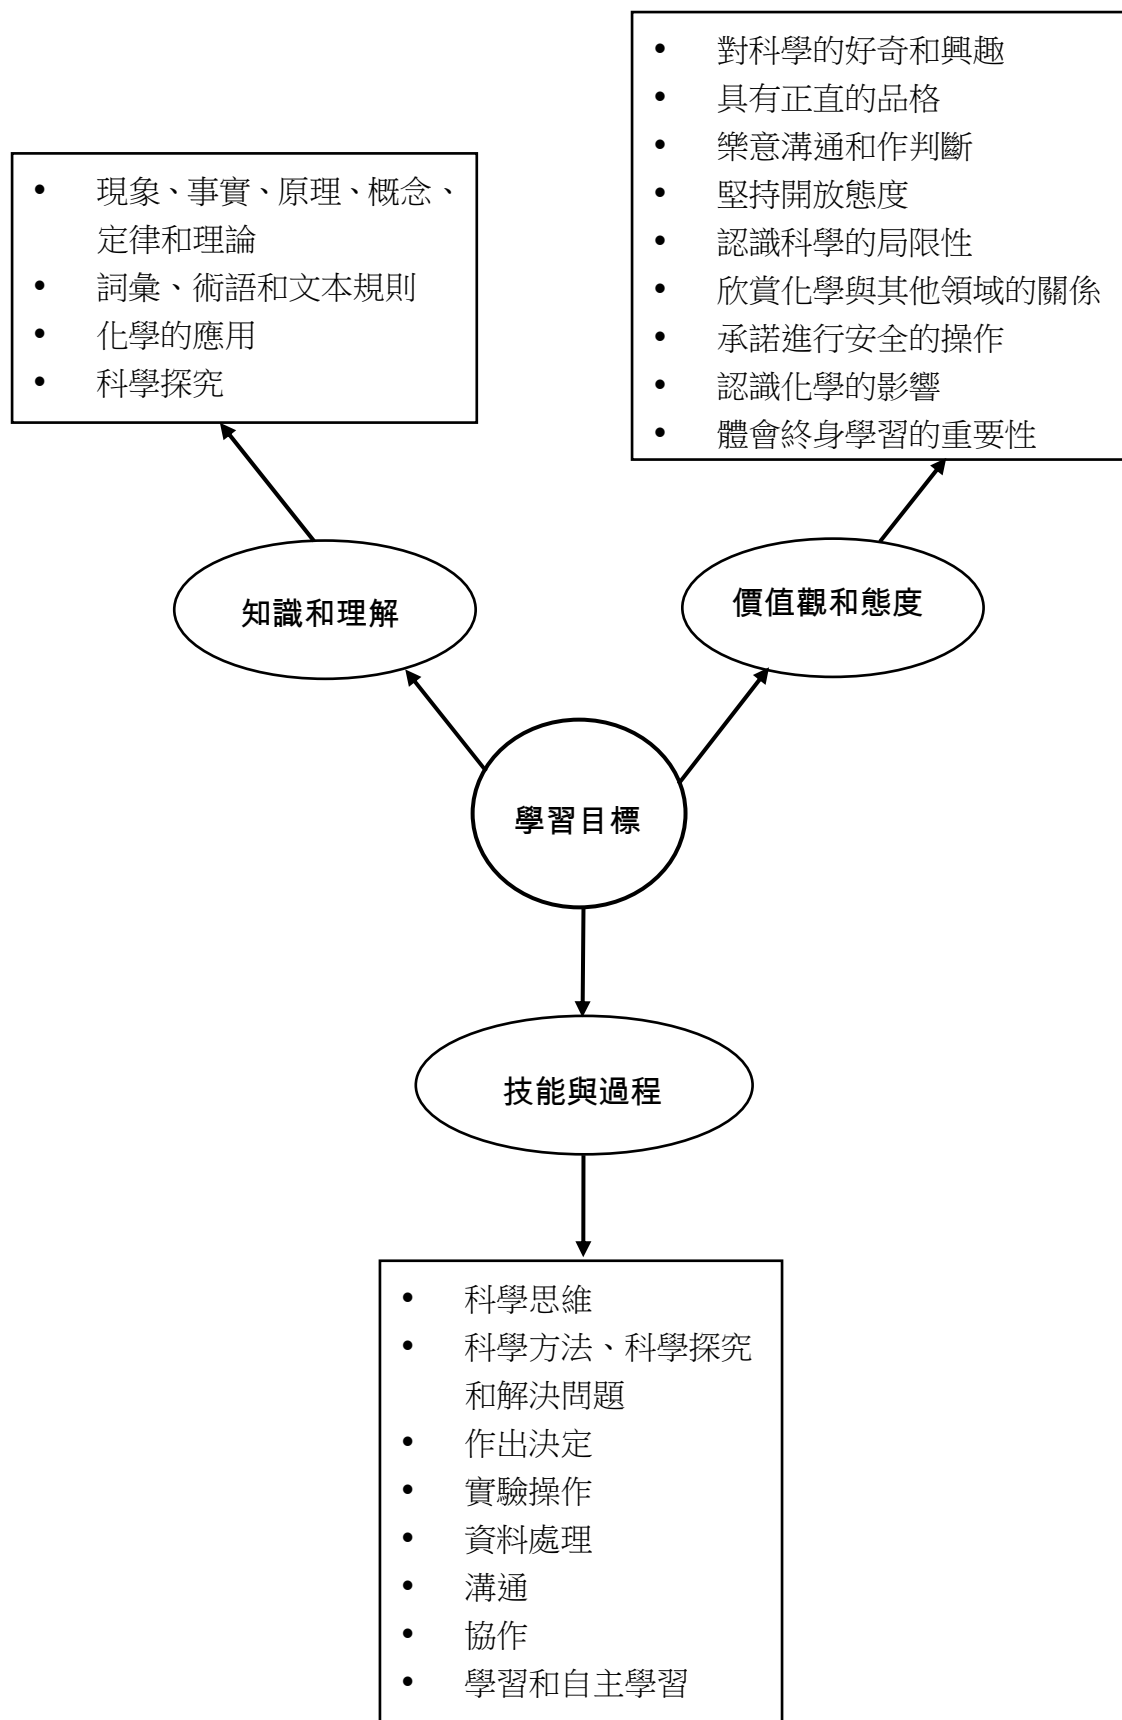 • 現象、事實、原理、概念、
定律和理論
• 詞彙、術語和文本規則
• 化學的應用
• 科學探究
• 對科學的好奇和興趣
• 具有正直的品格
• 樂意溝通和作判斷
• 堅持開放態度
• 認識科學的局限性
• 欣賞化學與其他領域的關係
• 承諾進行安全的操作
• 認識化學的影響
• 體會終身學習的重要性
知識和理解
價值觀和態度
學習目標
技能與過程
• 科學思維
• 科學方法、科學探究
和解決問題
• 作出決定
• 實驗操作
• 資料處理
• 溝通
• 協作
• 學習和自主學習